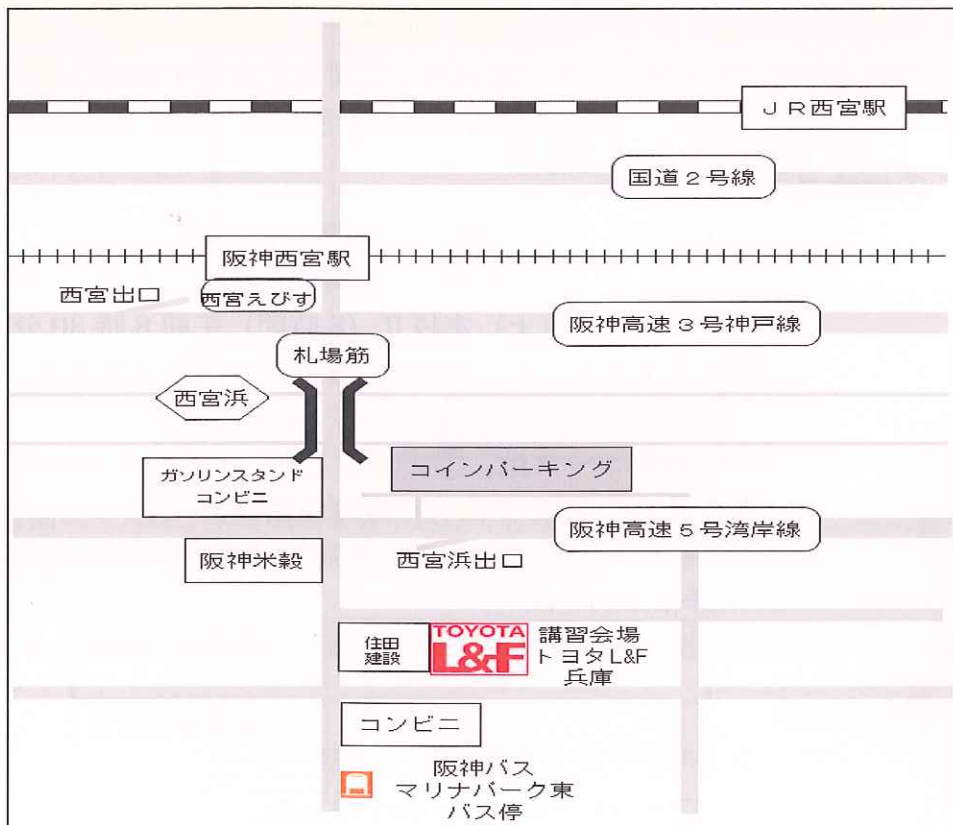 ＪＲ西宮駅
国道２号線
阪神西宮駅
西宮出口
西宮えびす
阪神高速３号神戸線
札場筋
西宮浜
ガソリンスタンド
コンビニ
コインパーキング
阪神高速５号湾岸線
阪神米穀
西宮浜出口
住田
建設
TOYOTA
L&F
講習会場
トヨタL&F
兵庫
コンビニ
阪神バス
マリナパーク東
バス停